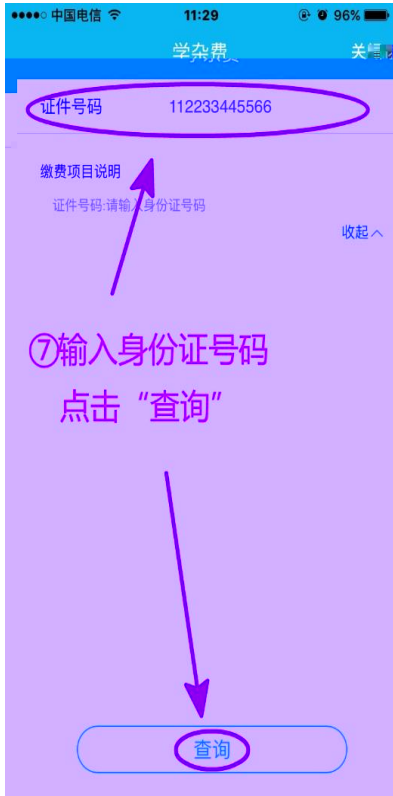 中国电信 11:29 96%
学杂费
证件号码 112233445566
缴费项目说明
证件号码:请输入身份证号码
收起
⑦输入身份证号码
点击“查询”
查询